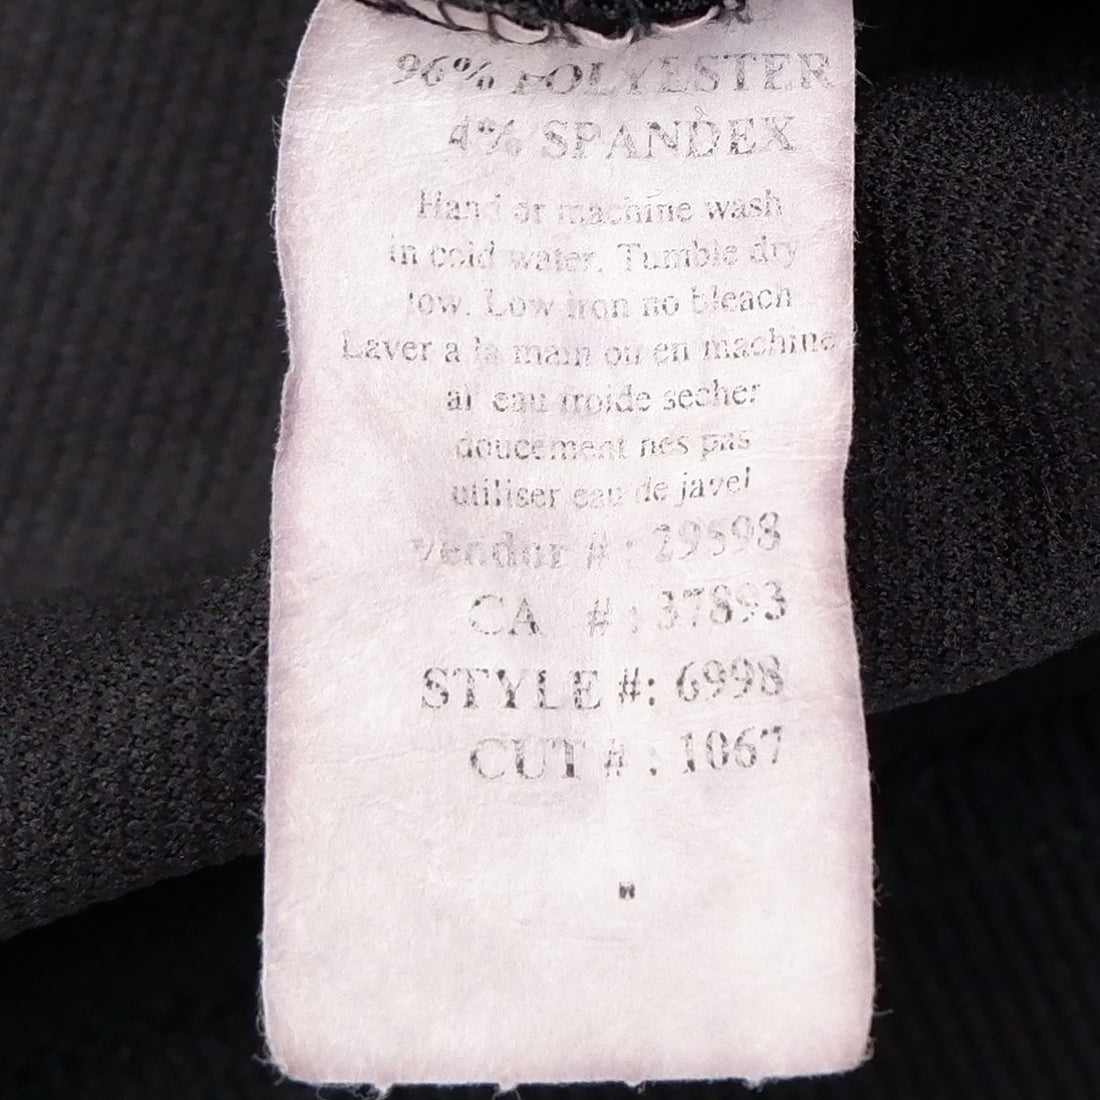 96% POLYESTER
4% SPANDEX
Hand or machine wash
in cold water. Tumble dry
low. Low iron no bleach
Laver a la main ou en machine
al' eau froide secher
doucement nes pas
utiliser eau de javel
Vendor # : 29598
CA # : 37893
STYLE #: 6998
CUT # : 1067